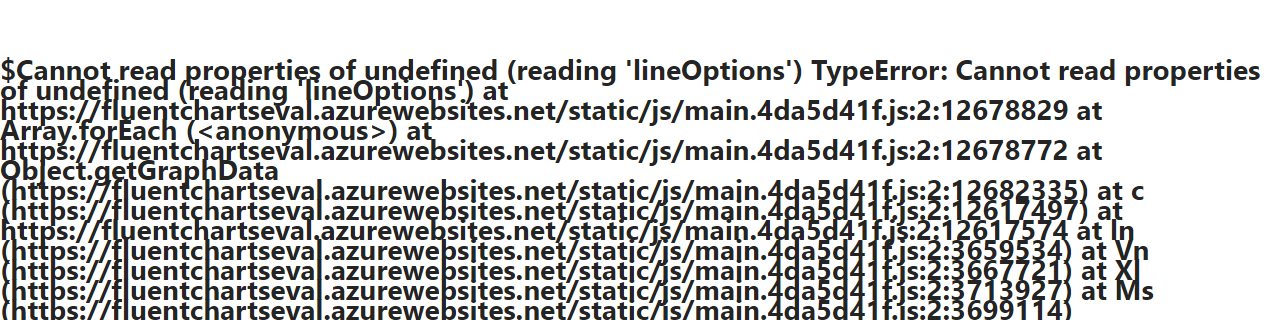 $Cannot read properties of undefined (reading 'lineOptions') TypeError: Cannot read properties
of undefined (reading 'lineOptions') at
https://fluentchartseval.azurewebsites.net/static/js/main.4da5d41f.js:2:12678829 at
Array.forEach (<anonymous>) at
https://fluentchartseval.azurewebsites.net/static/js/main.4da5d41f.js:2:12678772 at
Object.getGraphData
(https://fluentchartseval.azurewebsites.net/static/js/main.4da5d41f.js:2:12682335) at c
(https://fluentchartseval.azurewebsites.net/static/js/main.4da5d41f.js:2:12617497) at
https://fluentchartseval.azurewebsites.net/static/js/main.4da5d41f.js:2:12617574 at ln
(https://fluentchartseval.azurewebsites.net/static/js/main.4da5d41f.js:2:3659534) at Vn
(https://fluentchartseval.azurewebsites.net/static/js/main.4da5d41f.js:2:3667721) at Xl
(https://fluentchartseval.azurewebsites.net/static/js/main.4da5d41f.js:2:3713927) at Ms
(https://fluentchartseval.azurewebsites.net/static/js/main.4da5d41f.js:2:3699114)